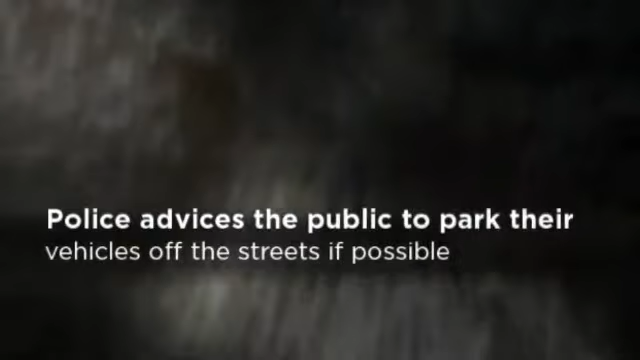 Police advices the public to park their
vehicles off the streets if possible